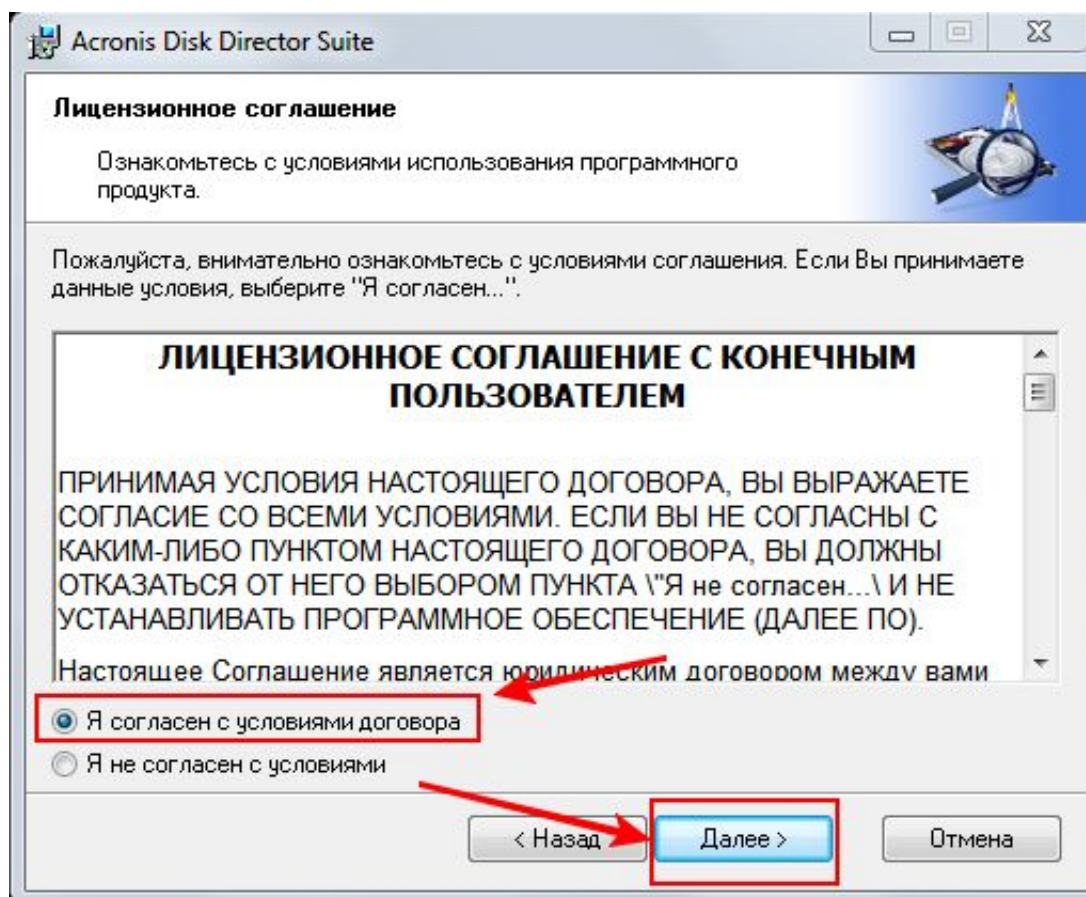 Acronis Disk Director Suite
Лицензионное соглашение
Ознакомьтесь с условиями использования программного
продукта.
Пожалуйста, внимательно ознакомьтесь с условиями соглашения. Если Вы принимаете
данные условия, выберите "Я согласен...".
ЛИЦЕНЗИОННОЕ СОГЛАШЕНИЕ С КОНЕЧНЫМ
ПОЛЬЗОВАТЕЛЕМ
ПРИНИМАЯ УСЛОВИЯ НАСТОЯЩЕГО ДОГОВОРА, ВЫ ВЫРАЖАЕТЕ
СОГЛАСИЕ СО ВСЕМИ УСЛОВИЯМИ. ЕСЛИ ВЫ НЕ СОГЛАСНЫ С
КАКИМ-ЛИБО ПУНКТОМ НАСТОЯЩЕГО ДОГОВОРА, ВЫ ДОЛЖНЫ
ОТКАЗАТЬСЯ ОТ НЕГО ВЫБОРОМ ПУНКТА \"Я не согласен...\ И НЕ
УСТАНАВЛИВАТЬ ПРОГРАММНОЕ ОБЕСПЕЧЕНИЕ (ДАЛЕЕ ПО).
Настоящее Соглашение является юридическим договором между вами
Я согласен с условиями договора
Я не согласен с условиями
< Назад
Далее >
Отмена